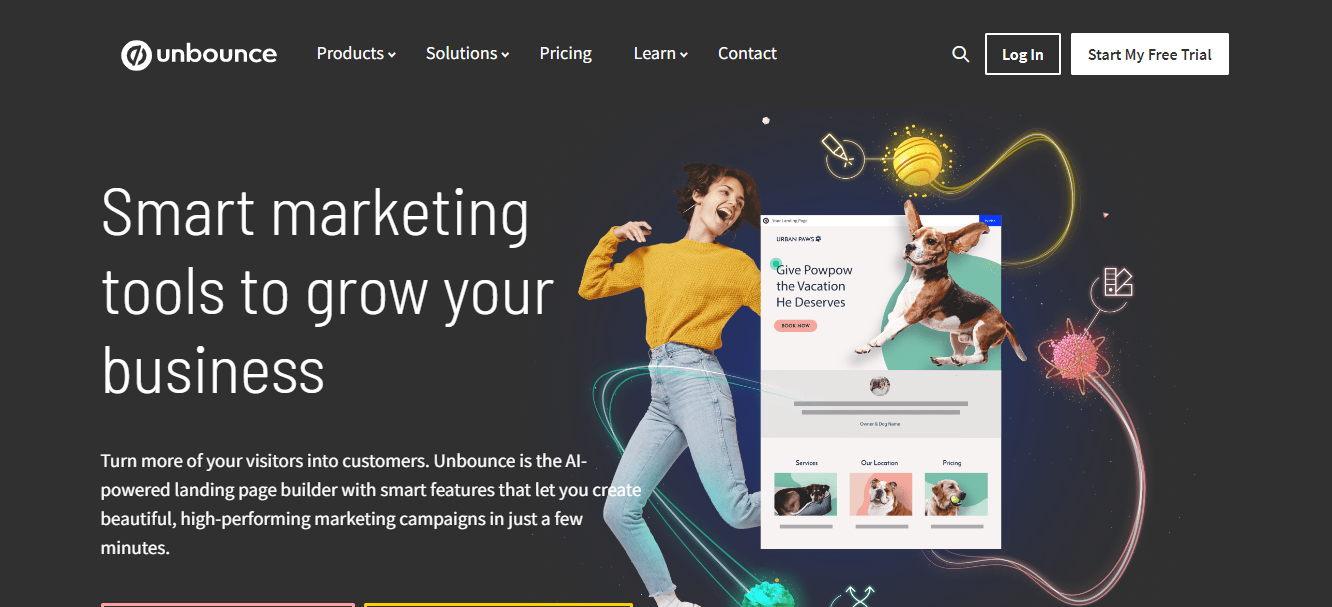 unbounce
Products
Solutions
Pricing
Learn
Contact
Log In
Start My Free Trial
Smart marketing
tools to grow your
business
Turn more of your visitors into customers. Unbounce is the AI-
powered landing page builder with smart features that let you create
beautiful, high-performing marketing campaigns in just a few
minutes.
Your Landing Page
URBAN PAWS
Give Powpow
the Vacation
He Deserves
BOOK NOW
Owner & Dog Name
Services
Our Location
Pricing